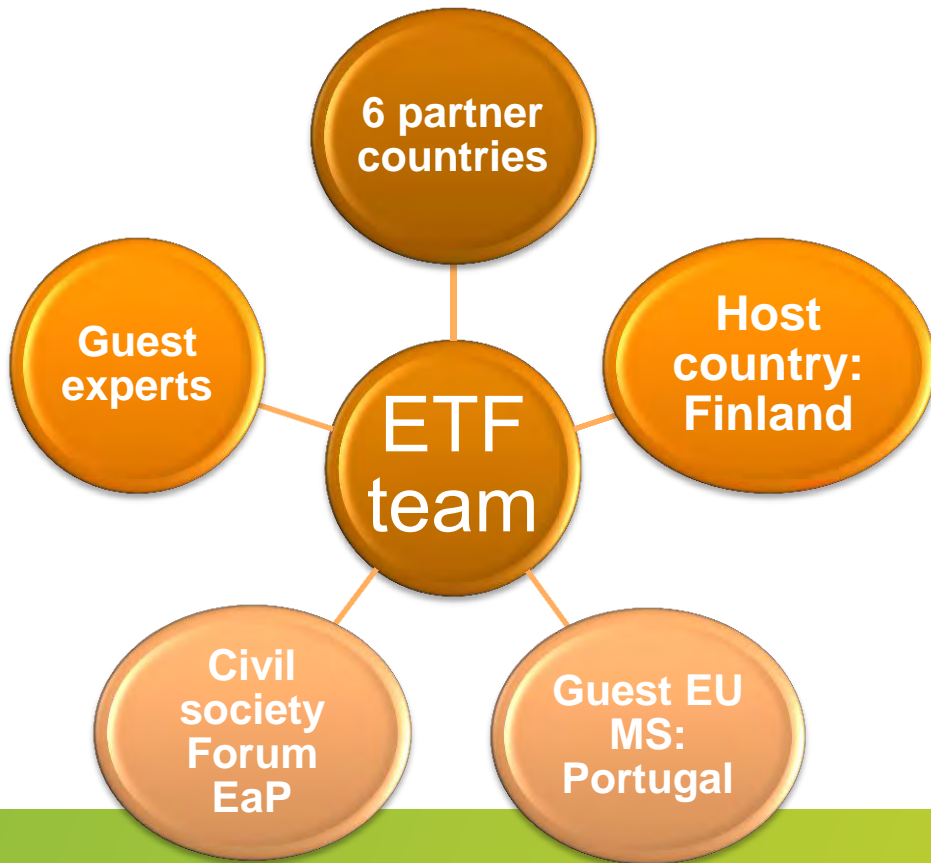 6 partner
countries
Guest
experts
Host
country:
Finland
ETF
team
Civil
society
Forum
EaP
Guest EU
MS:
Portugal